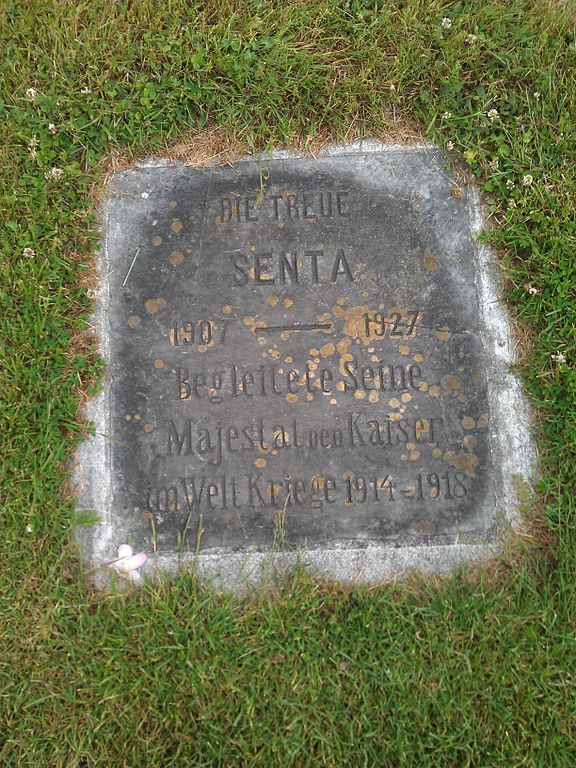 DIE TREUE
SENTA
1907 — 1927
Begleitete Seine
Majestät DEN Kaiser
im Welt Kriege 1914-1918